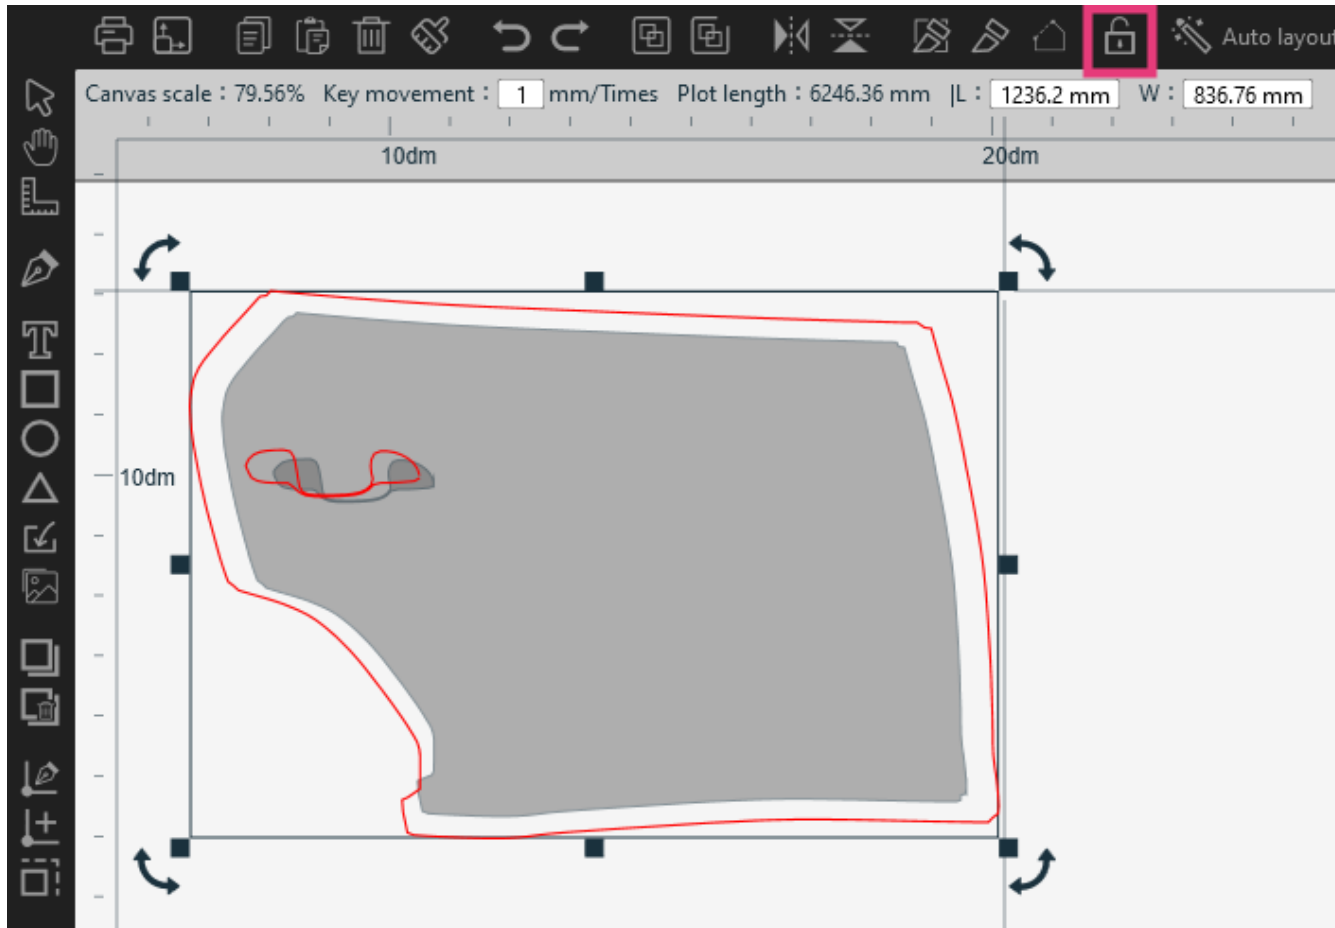 Auto layout
Canvas scale : 79.56% Key movement : 1 mm/Times Plot length : 6246.36 mm |L : 1236.2 mm W : 836.76 mm
10dm 20dm
10dm
T